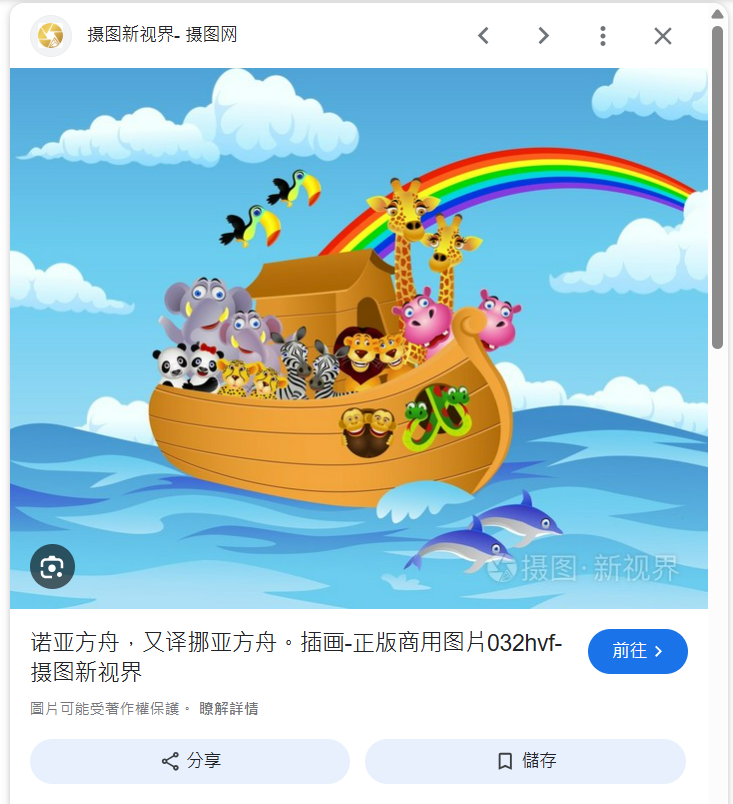 摄图新视界- 摄图网
摄图·新视界
诺亚方舟，又译挪亚方舟。插画-正版商用图片032hvf-
摄图新视界
前往
圖片可能受著作權保護。 瞭解詳情
分享
儲存